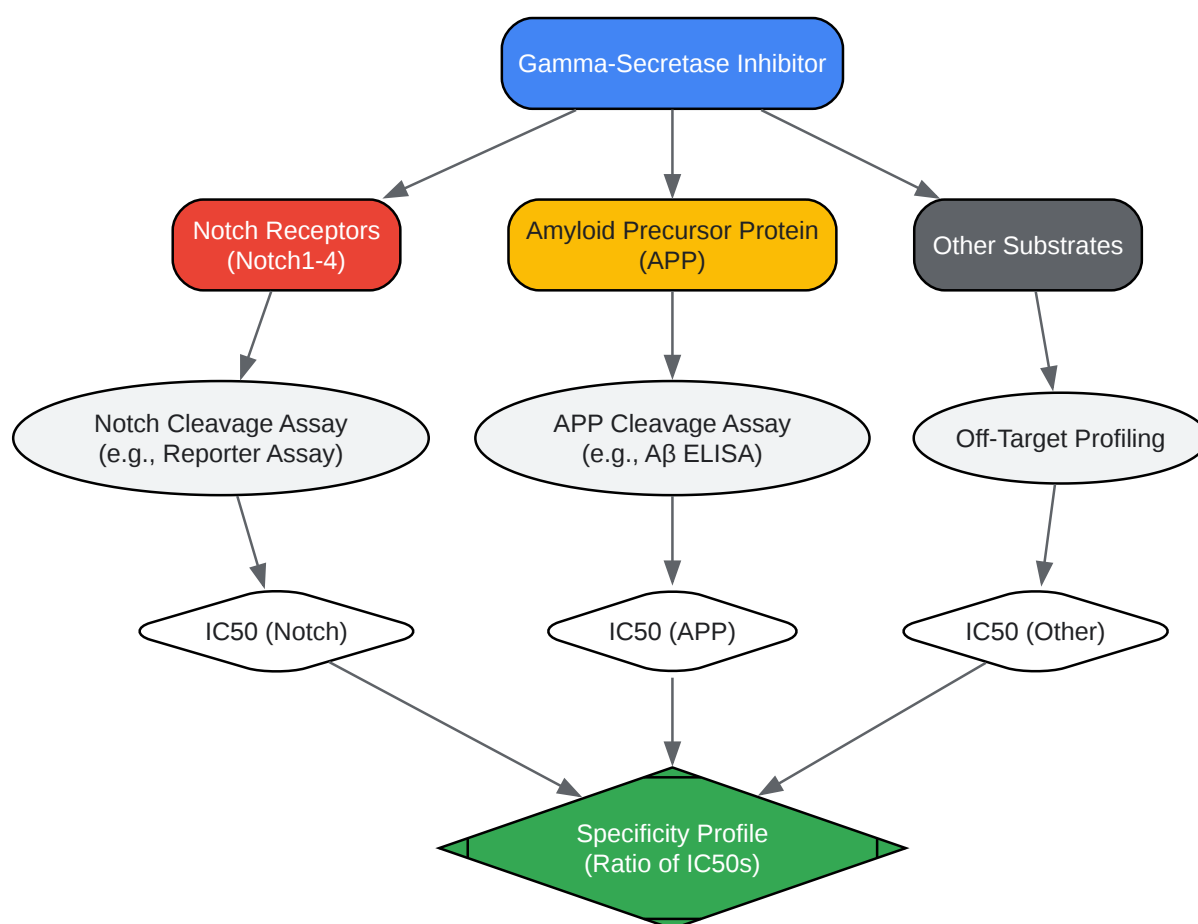 Gamma-Secretase Inhibitor
Notch Receptors
(Notch1-4)
Amyloid Precursor Protein
(APP)
Other Substrates
Notch Cleavage Assay
(e.g., Reporter Assay)
APP Cleavage Assay
(e.g., Aβ ELISA)
Off-Target Profiling
IC50 (Notch)
IC50 (APP)
IC50 (Other)
Specificity Profile
(Ratio of IC50s)